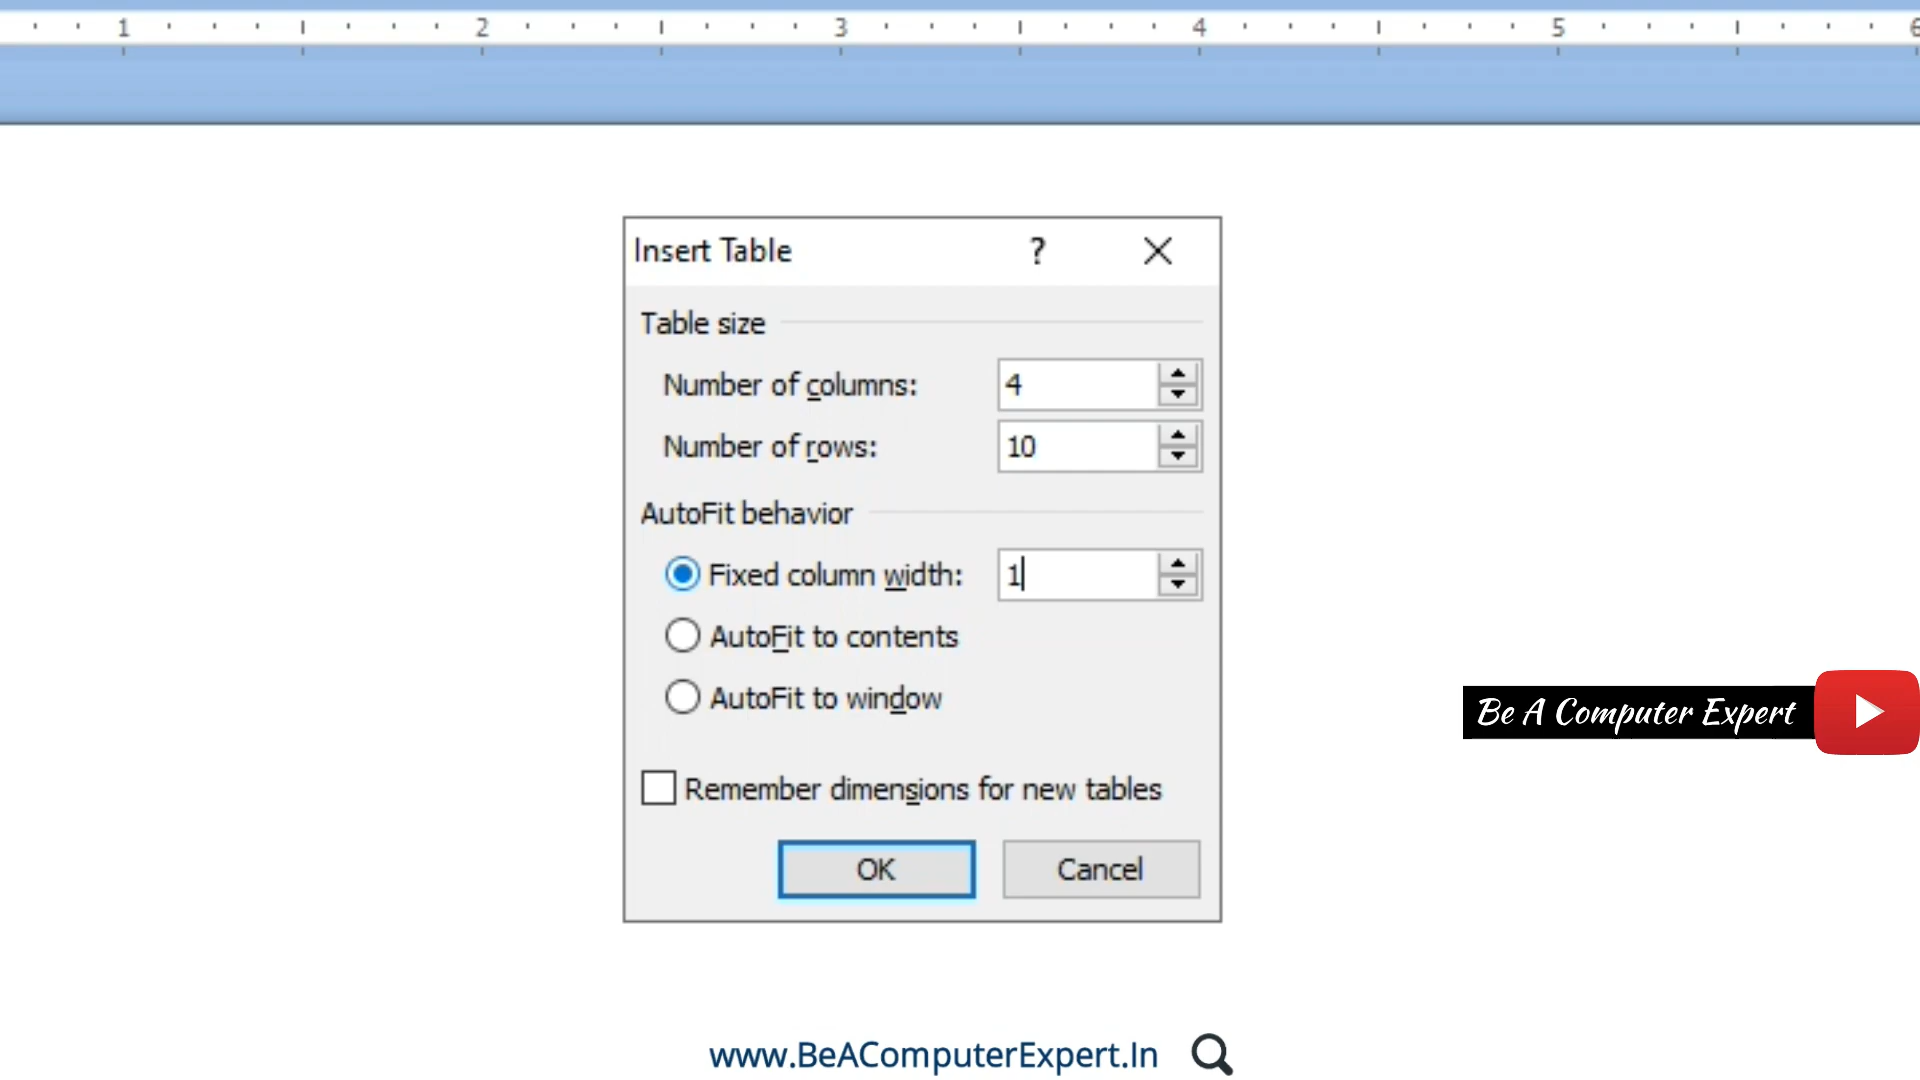 1 2 3 4 5 6
Insert Table ?
Table size
Number of columns: 4
Number of rows: 10
AutoFit behavior
Fixed column width: 1
AutoFit to contents
AutoFit to window
Be A Computer Expert
Remember dimensions for new tables
OK Cancel
www.BeAComputerExpert.In